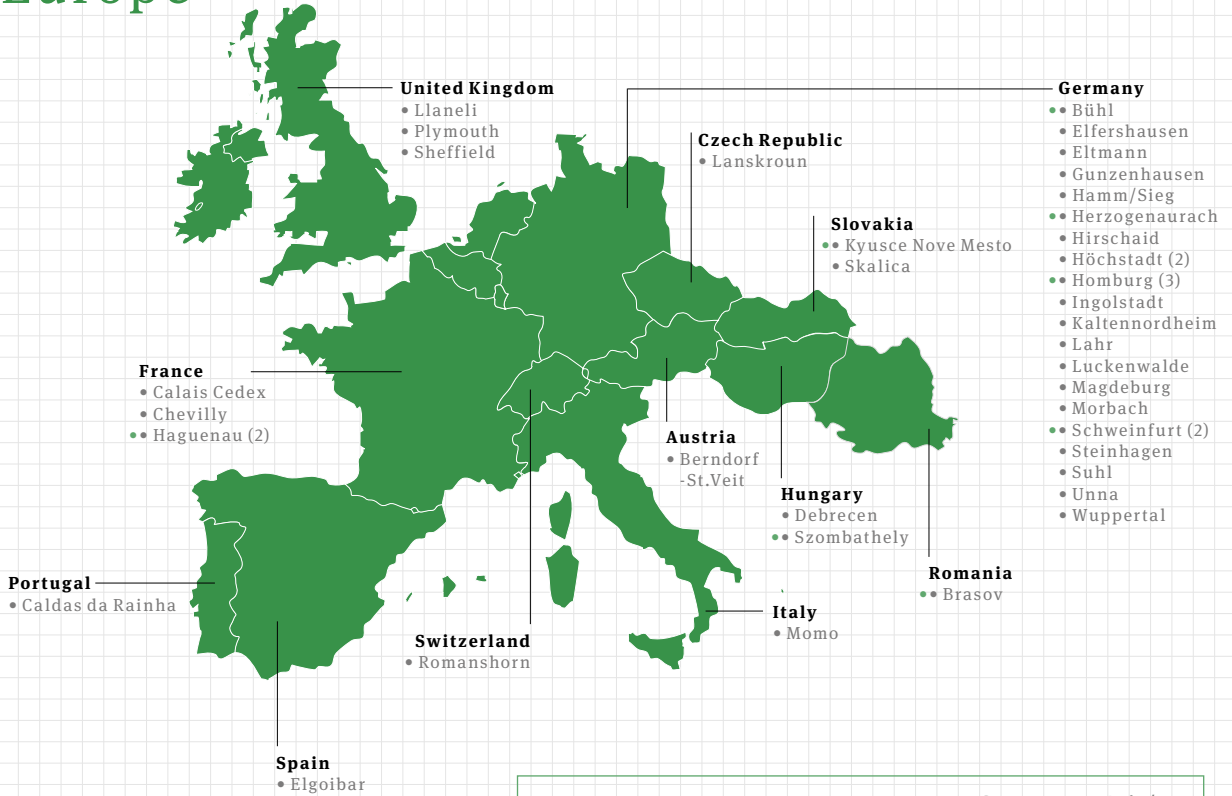 Europe
United Kingdom
• Llaneli
• Plymouth
• Sheffield
Germany
•• Bühl
• Elfershausen
• Eltmann
• Gunzenhausen
• Hamm/Sieg
•• Herzogenaurach
• Hirschaid
• Höchstadt (2)
•• Homburg (3)
• Ingolstadt
• Kaltennordheim
• Lahr
• Luckenwalde
• Magdeburg
• Morbach
•• Schweinfurt (2)
• Steinhagen
• Suhl
• Unna
• Wuppertal
Czech Republic
• Lanskroun
Slovakia
•• Kyusce Nove Mesto
• Skalica
France
• Calais Cedex
• Chevilly
•• Haguenau (2)
Austria
• Berndorf
-St.Veit
Hungary
• Debrecen
•• Szombathely
Romania
•• Brasov
Portugal
• Caldas da Rainha
Italy
• Momo
Switzerland
• Romanshorn
Spain
• Elgoibar